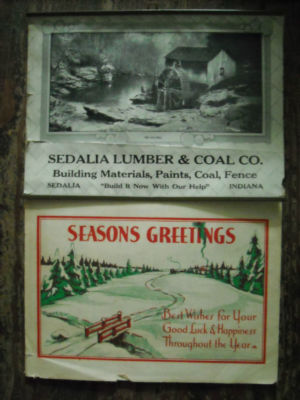 SEDALIA LUMBER & COAL CO.
Building Materials, Paints, Coal, Fence
SEDALIA "Build It Now With Our Help" INDIANA
SEASONS GREETINGS
Best Wishes for Your
Good Luck & Happiness
Throughout the Year